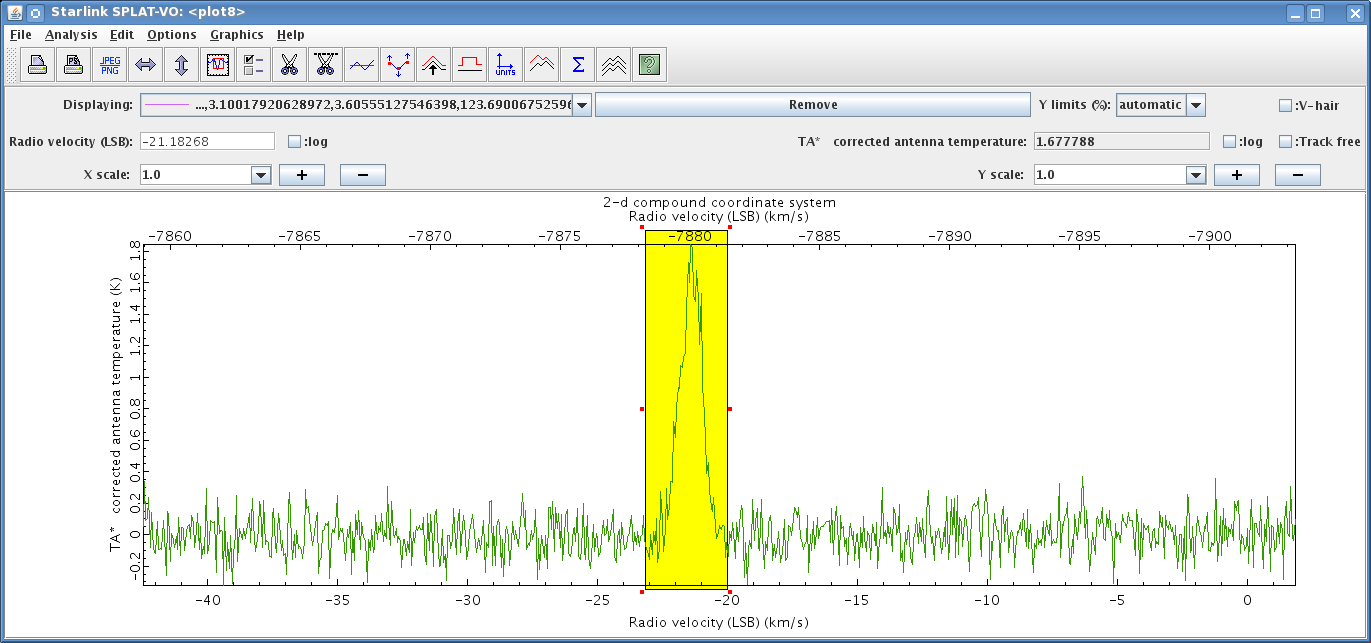 Starlink SPLAT-VO: <plot8>
File Analysis Edit Options Graphics Help
PS JPEG PNG UNITS Σ ?
Displaying: ...,3.10017920628972,3.60555127546398,123.69006752596 Remove Y limits (%): automatic :V-hair
Radio velocity (LSB): -21.18268 :log TA* corrected antenna temperature: 1.677788 :log :Track free
X scale: 1.0 + − Y scale: 1.0 + −
2-d compound coordinate system
Radio velocity (LSB) (km/s)
-7860 -7865 -7870 -7875 -7880 -7885 -7890 -7895 -7900
TA* corrected antenna temperature (K)
1.8
1.6
1.4
1.2
1
0.8
0.6
0.4
0.2
0
-0.2
-40 -35 -30 -25 -20 -15 -10 -5 0
Radio velocity (LSB) (km/s)